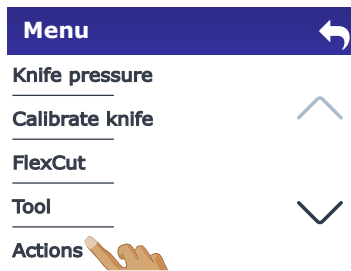 Menu
Knife pressure
Calibrate knife
FlexCut
Tool
Actions